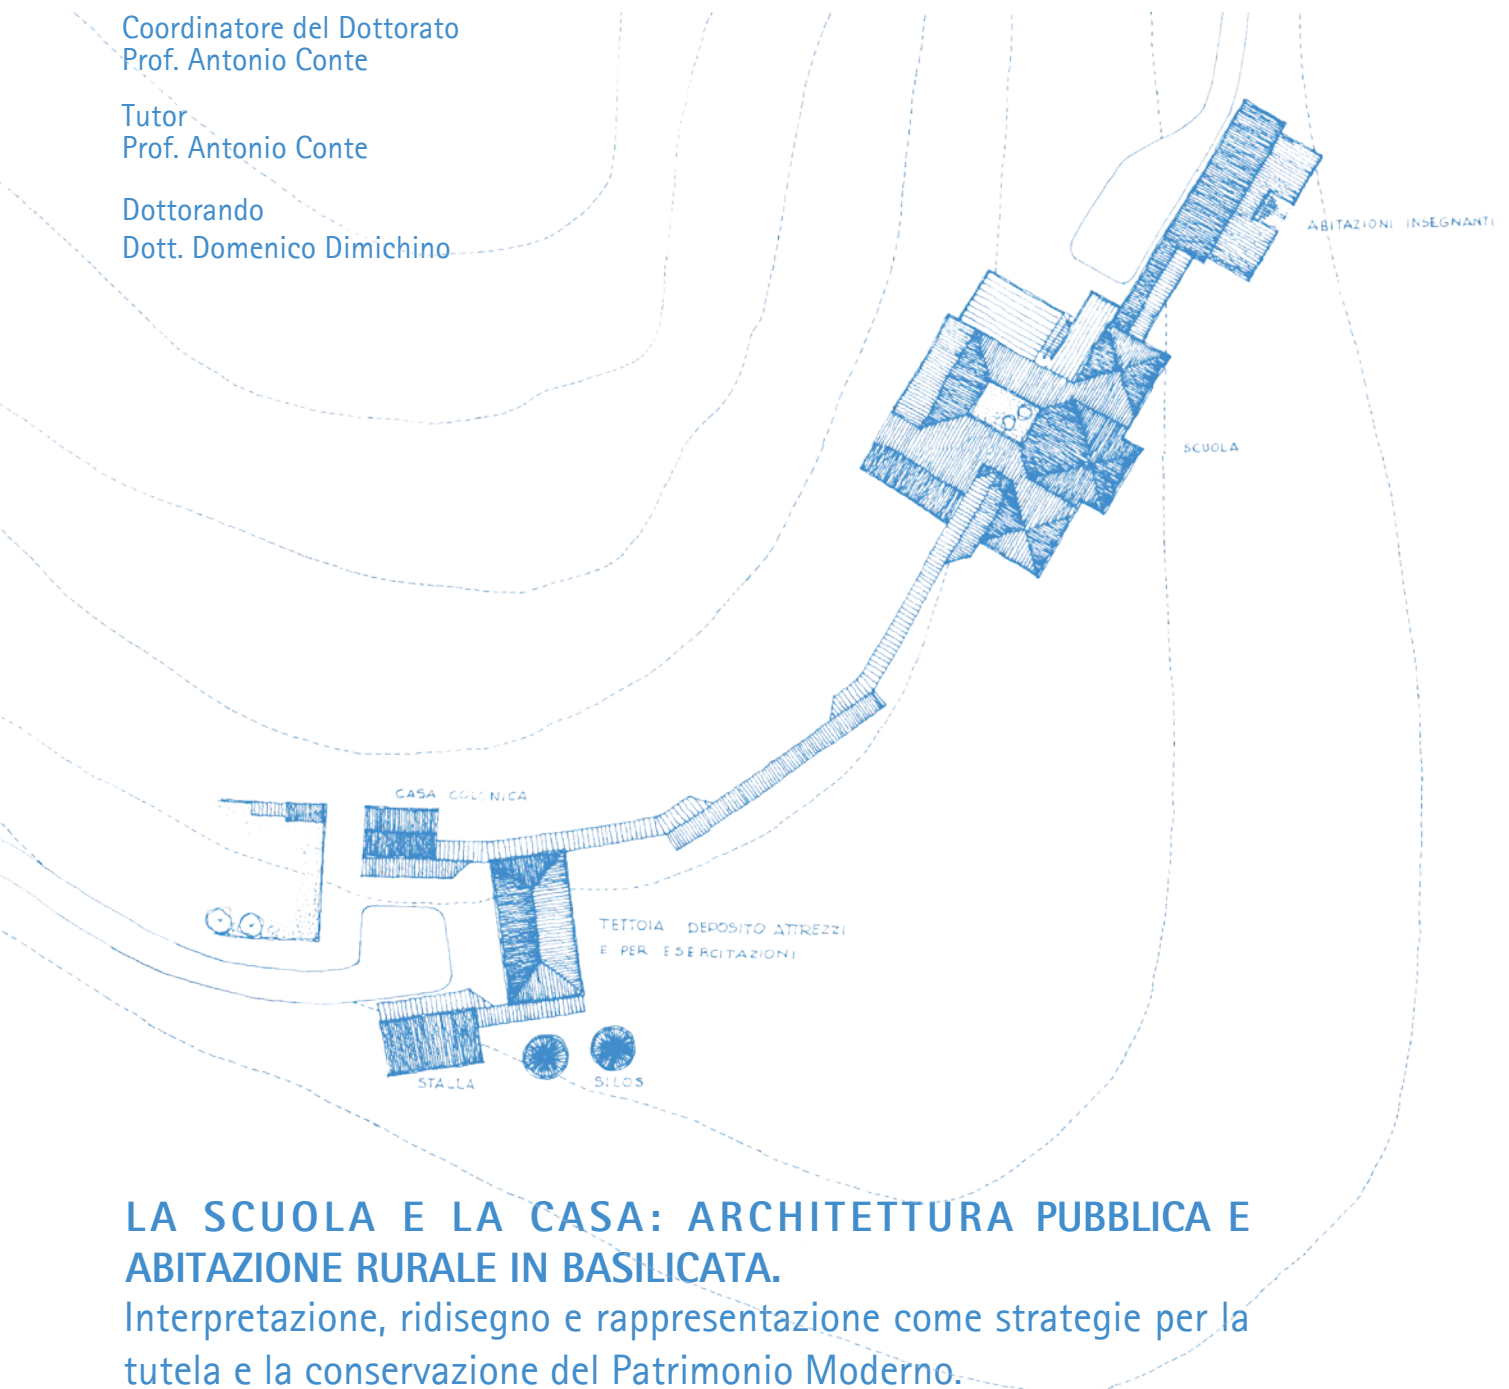 Coordinatore del Dottorato
Prof. Antonio Conte
Tutor
Prof. Antonio Conte
Dottorando
Dott. Domenico Dimichino
ABITAZIONI INSEGNANTI
SCUOLA
CASA COLONICA
TETTOIA DEPOSITO ATTREZZI
E PER ESERCITAZIONI
STALLA
SILOS
LA SCUOLA E LA CASA: ARCHITETTURA PUBBLICA E
ABITAZIONE RURALE IN BASILICATA.
Interpretazione, ridisegno e rappresentazione come strategie per la
tutela e la conservazione del Patrimonio Moderno.